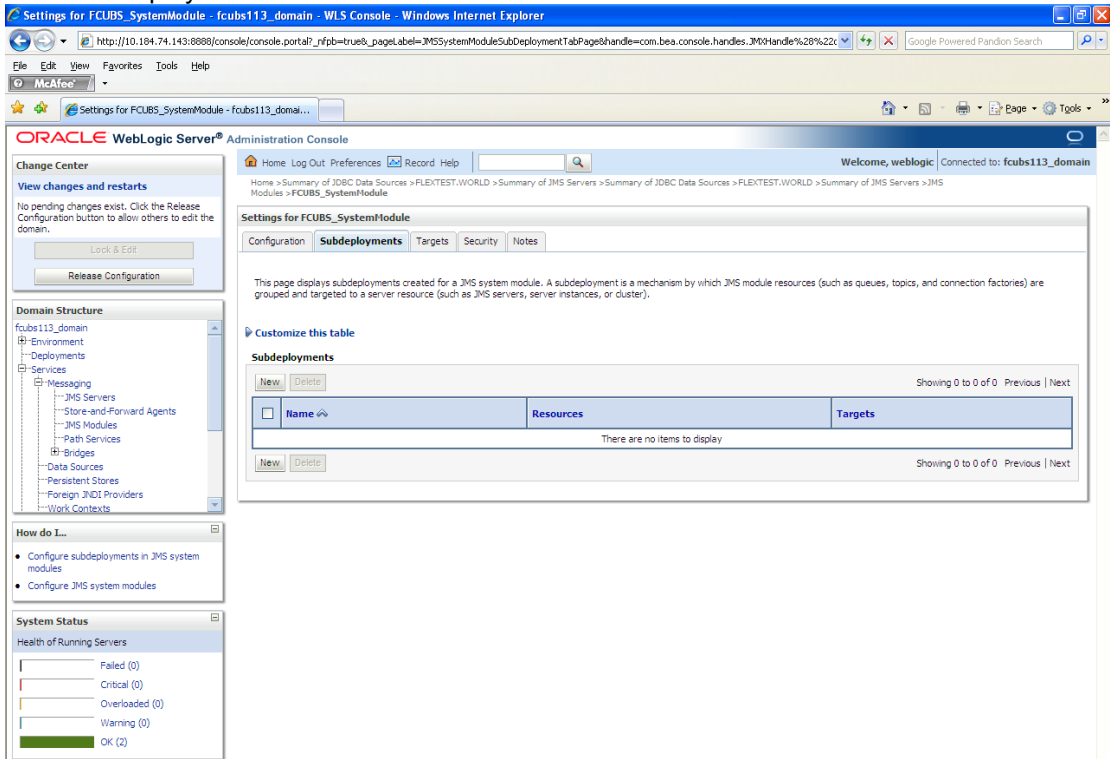 Settings for FCUBS_SystemModule - fcubs113_domain - WLS Console - Windows Internet Explorer
http://10.184.74.143:8888/console/console.portal?_nfpb=true&_pageLabel=JMSSystemModuleSubDeploymentTabPage&handle=com.bea.console.handles.JMXHandle%28%22c
Google Powered Pandion Search
File Edit View Favorites Tools Help
McAfee
Settings for FCUBS_SystemModule - fcubs113_domai...
Page Tools
ORACLE WebLogic Server® Administration Console
Change Center
View changes and restarts
No pending changes exist. Click the Release
Configuration button to allow others to edit the
domain.
Lock & Edit
Release Configuration
Domain Structure
fcubs113_domain
Environment
Deployments
Services
Messaging
JMS Servers
Store-and-Forward Agents
JMS Modules
Path Services
Bridges
Data Sources
Persistent Stores
Foreign JNDI Providers
Work Contexts
How do I...
Configure subdeployments in JMS system
modules
Configure JMS system modules
System Status
Health of Running Servers
Failed (0)
Critical (0)
Overloaded (0)
Warning (0)
OK (2)
Home Log Out Preferences Record Help
Welcome, weblogic Connected to: fcubs113_domain
Home >Summary of JDBC Data Sources >FLEXTEST.WORLD >Summary of JMS Servers >Summary of JDBC Data Sources >FLEXTEST.WORLD >Summary of JMS Servers >JMS
Modules >FCUBS_SystemModule
Settings for FCUBS_SystemModule
Configuration Subdeployments Targets Security Notes
This page displays subdeployments created for a JMS system module. A subdeployment is a mechanism by which JMS module resources (such as queues, topics, and connection factories) are
grouped and targeted to a server resource (such as JMS servers, server instances, or cluster).
Customize this table
Subdeployments
New Delete Showing 0 to 0 of 0 Previous | Next
Name Resources Targets
There are no items to display
New Delete Showing 0 to 0 of 0 Previous | Next